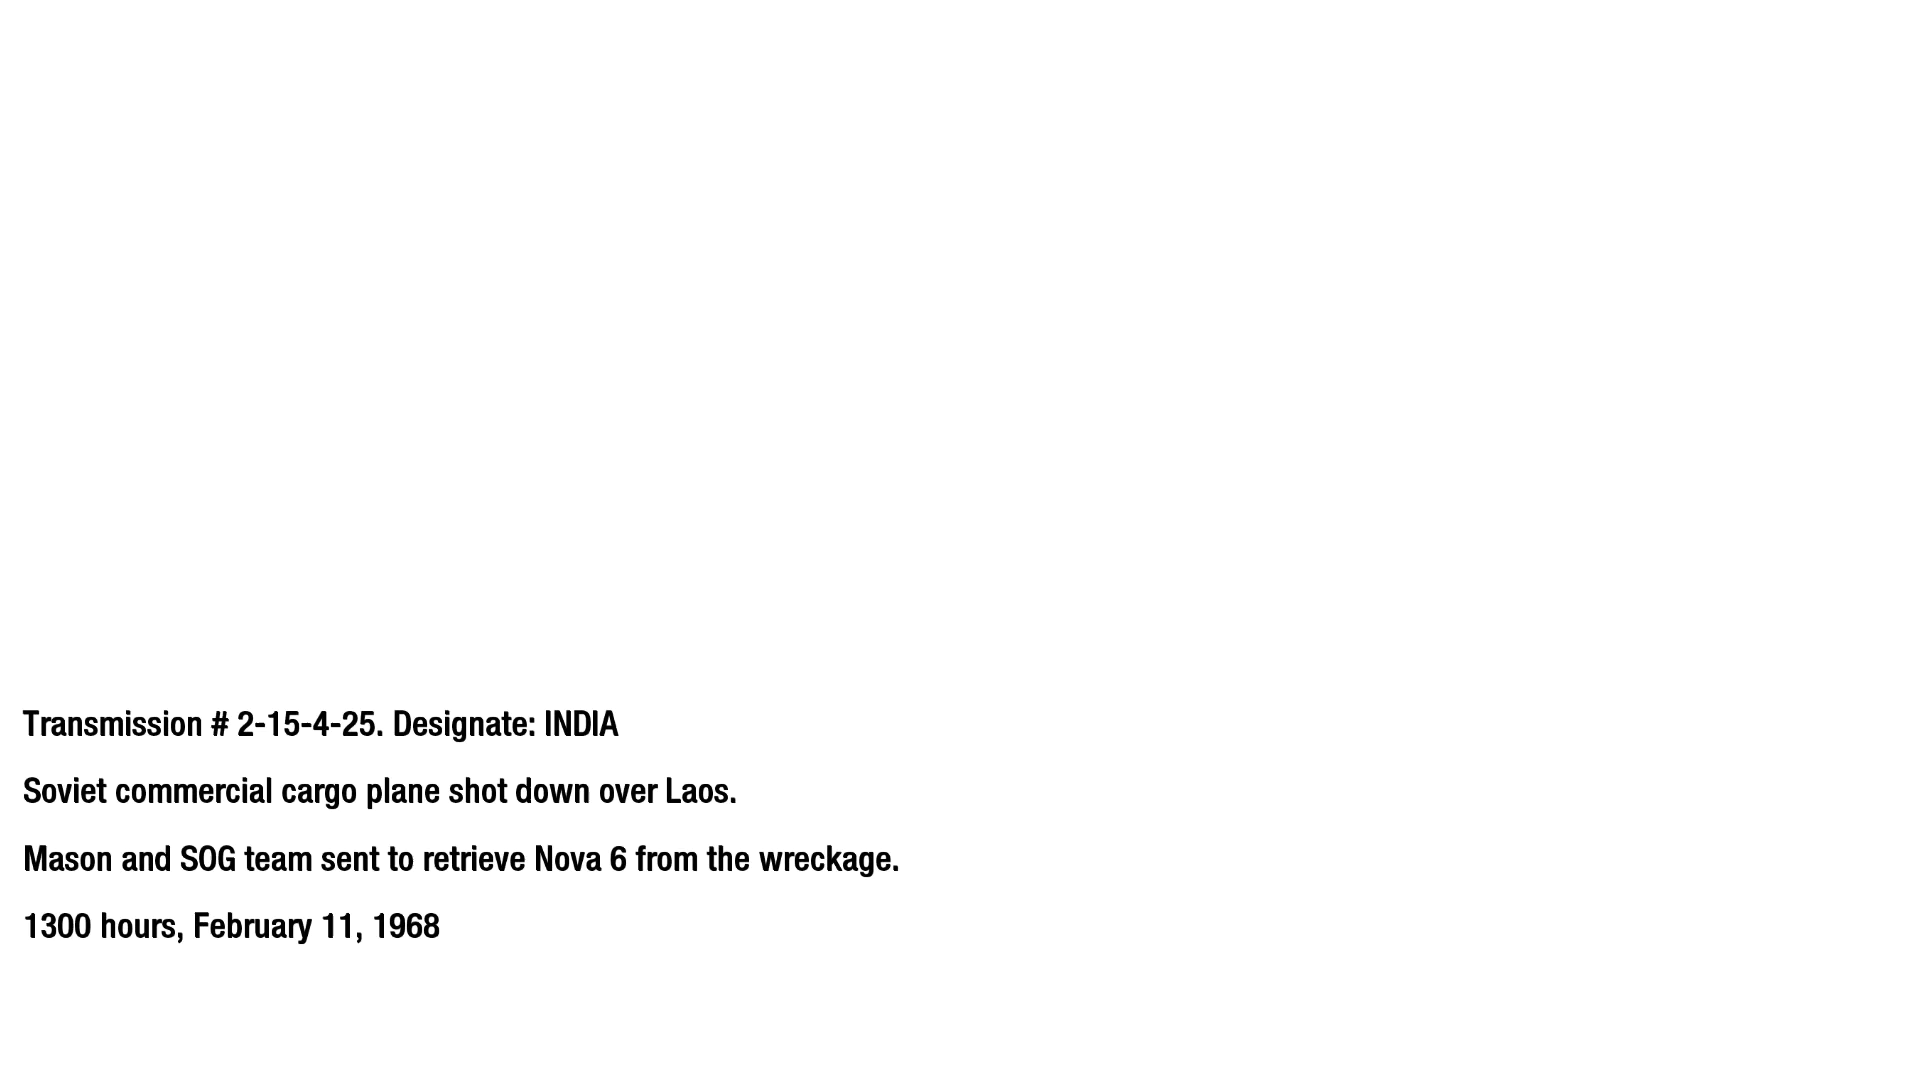 Transmission # 2-15-4-25. Designate: INDIA
Soviet commercial cargo plane shot down over Laos.
Mason and SOG team sent to retrieve Nova 6 from the wreckage.
1300 hours, February 11, 1968